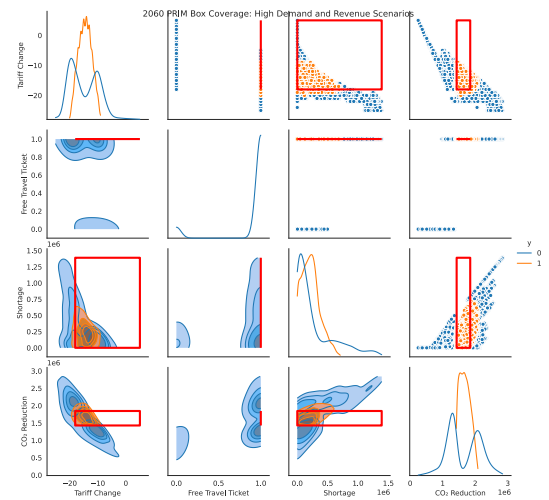 2060 PRIM Box Coverage: High Demand and Revenue Scenarios
Tariff Change
0
−10
−20
Free Travel Ticket
1.0
0.8
0.6
0.4
0.2
0.0
1e6
Shortage
1.50
1.25
1.00
0.75
0.50
0.25
0.00
y
0
1
1e6
CO₂ Reduction
3.0
2.5
2.0
1.5
1.0
0.5
0.0
−20 −10 0
Tariff Change
0.0 0.5 1.0
Free Travel Ticket
0.0 0.5 1.0 1.5
1e6
Shortage
0 1 2 3
1e6
CO₂ Reduction